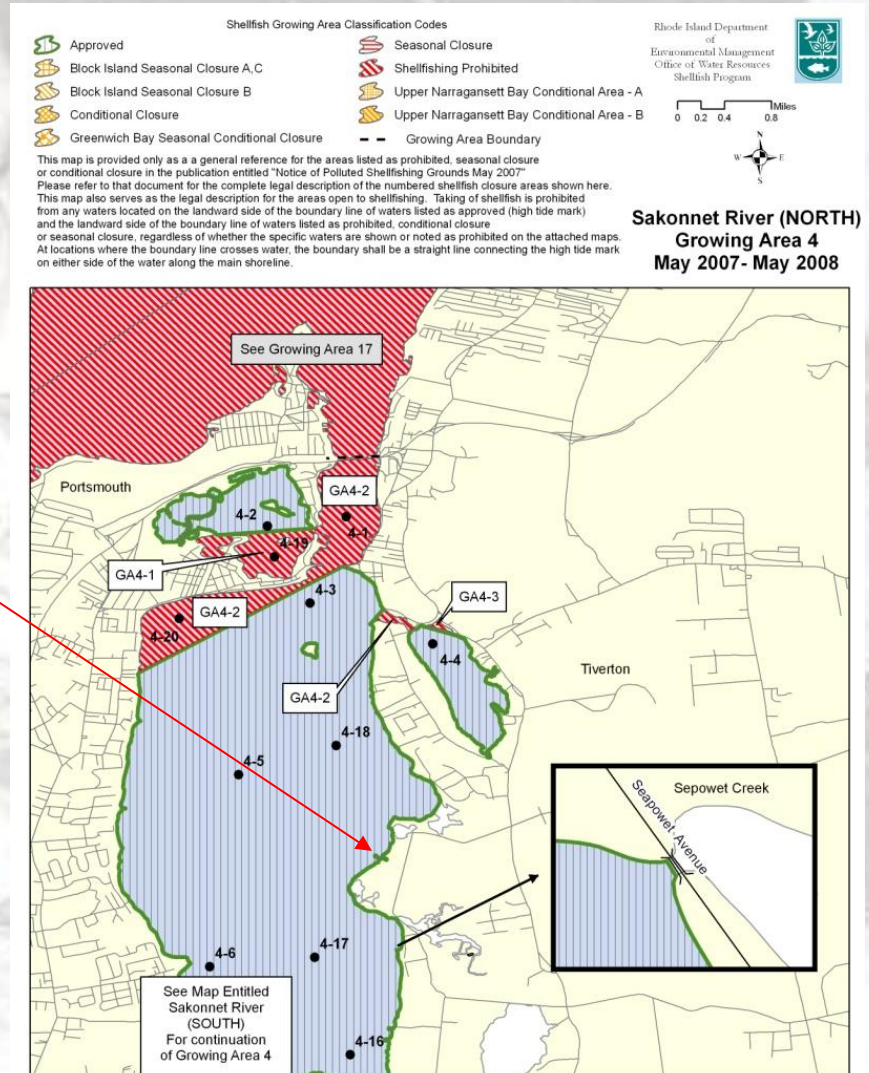 Shellfish Growing Area Classification Codes
Approved
Block Island Seasonal Closure A,C
Block Island Seasonal Closure B
Conditional Closure
Greenwich Bay Seasonal Conditional Closure
Seasonal Closure
Shellfishing Prohibited
Upper Narragansett Bay Conditional Area - A
Upper Narragansett Bay Conditional Area - B
Growing Area Boundary
Rhode Island Department
of
Environmental Management
Office of Water Resources
Shellfish Program
Miles
0 0.2 0.4 0.8
N
W E
S
This map is provided only as a a general reference for the areas listed as prohibited, seasonal closure
or conditional closure in the publication entitled "Notice of Polluted Shellfishing Grounds May 2007"
Please refer to that document for the complete legal description of the numbered shellfish closure areas shown here.
This map also serves as the legal description for the areas open to shellfishing. Taking of shellfish is prohibited
from any waters located on the landward side of the boundary line of waters listed as approved (high tide mark)
and the landward side of the boundary line of waters listed as prohibited, conditional closure
or seasonal closure, regardless of whether the specific waters are shown or noted as prohibited on the attached maps.
At locations where the boundary line crosses water, the boundary shall be a straight line connecting the high tide mark
on either side of the water along the main shoreline.
Sakonnet River (NORTH)
Growing Area 4
May 2007- May 2008
See Growing Area 17
Portsmouth
GA4-2
4-2
4-1
4-19
GA4-1
4-3
GA4-3
GA4-2
4-20
4-4
Tiverton
GA4-2
4-18
4-5
Sepowet Creek
Seapowet Avenue
4-17
4-6
See Map Entitled
Sakonnet River
(SOUTH)
For continuation
of Growing Area 4
4-16